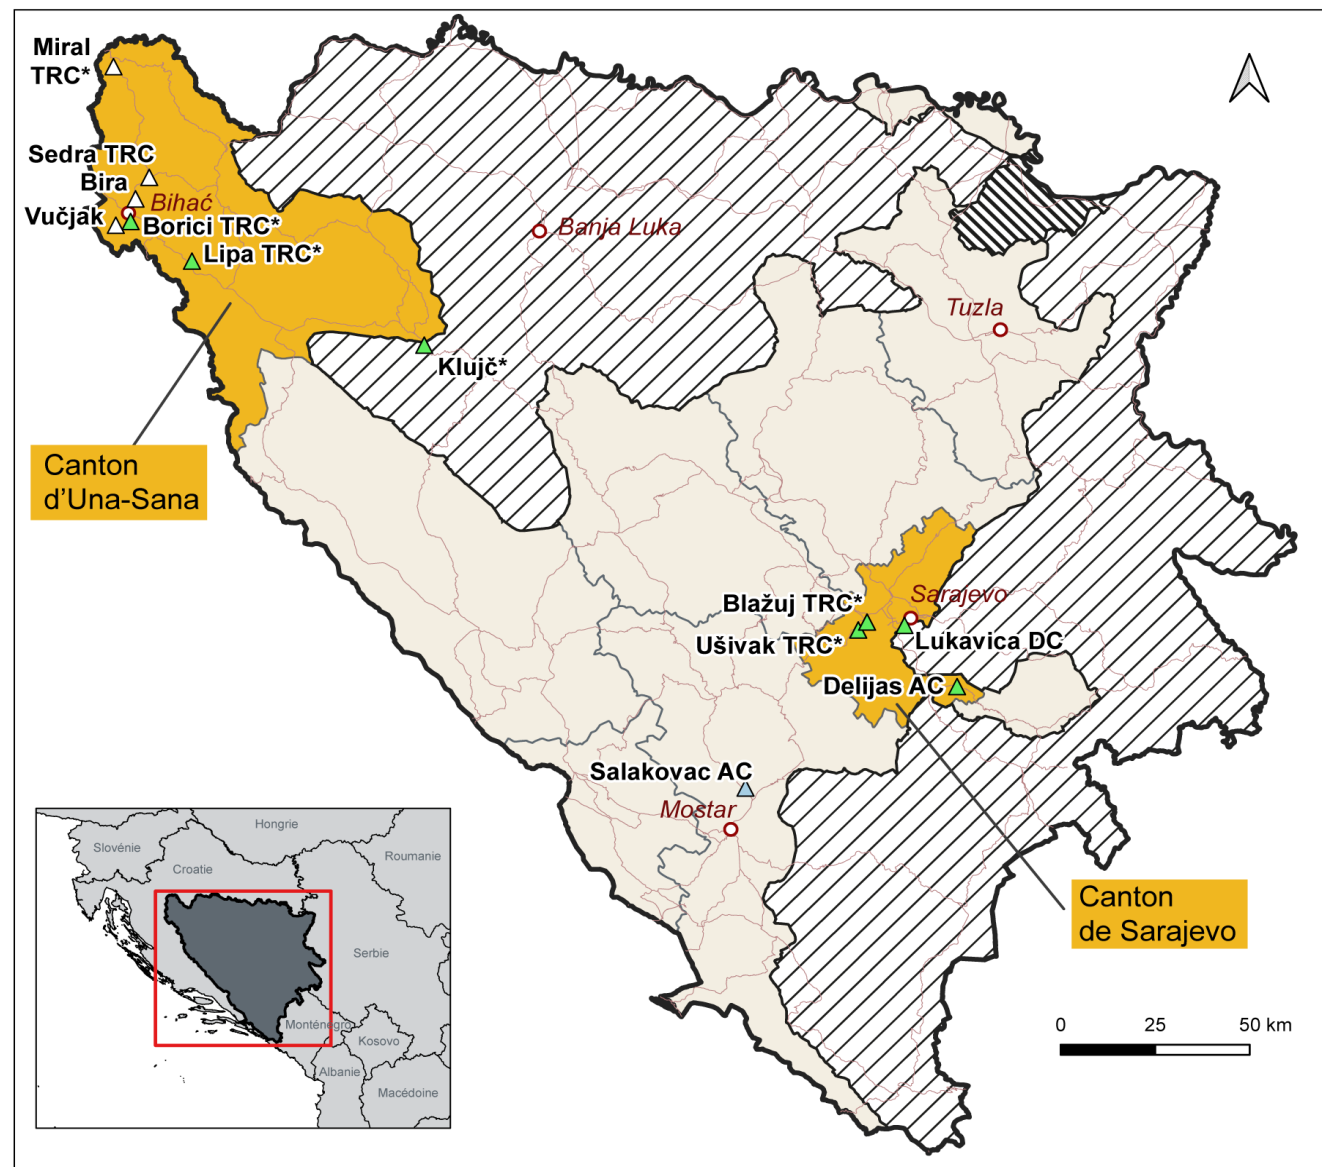 Miral
TRC*
Sedra TRC
Bira
Bihać
Vučjak
Borici TRC*
Lipa TRC*
Banja Luka
Tuzla
Klujč*
Canton
d'Una-Sana
Blažuj TRC*
Sarajevo
Ušivak TRC*
Lukavica DC
Delijas AC
Salakovac AC
Mostar
Canton
de Sarajevo
0 25 50 km
Hongrie
Slovénie
Roumanie
Croatie
Serbie
Monténégro
Kosovo
Albanie
Macédoine